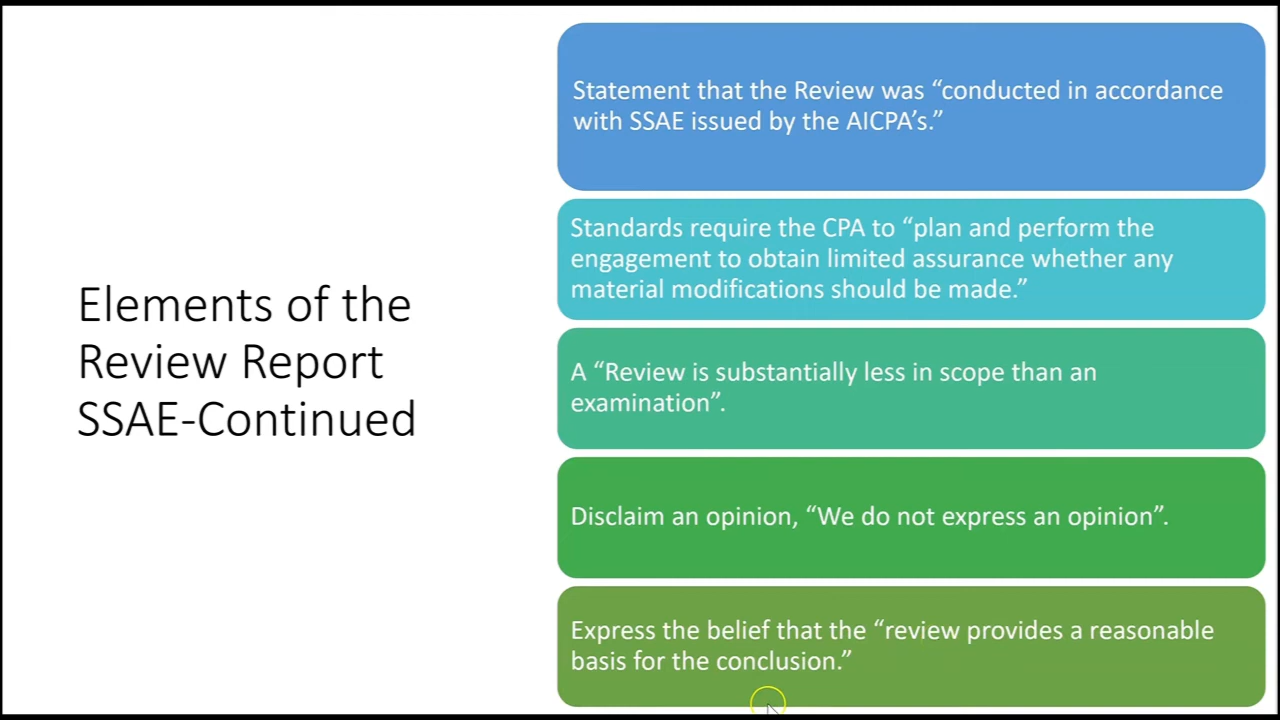 Elements of the
Review Report
SSAE-Continued
Statement that the Review was “conducted in accordance
with SSAE issued by the AICPA’s.”
Standards require the CPA to “plan and perform the
engagement to obtain limited assurance whether any
material modifications should be made.”
A “Review is substantially less in scope than an
examination”.
Disclaim an opinion, “We do not express an opinion”.
Express the belief that the “review provides a reasonable
basis for the conclusion.”